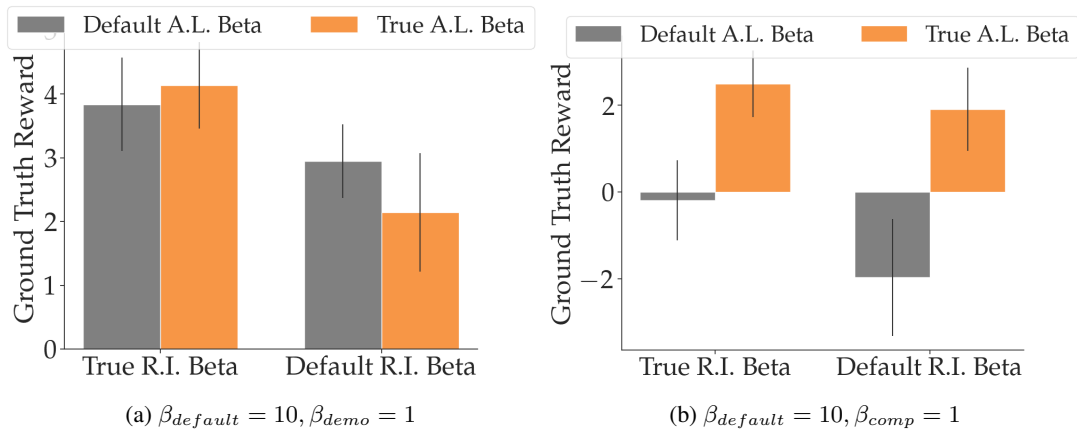 Default A.L. Beta True A.L. Beta
Ground Truth Reward
4
3
2
1
0
True R.I. Beta Default R.I. Beta
(a) β_default = 10, β_demo = 1
Default A.L. Beta True A.L. Beta
Ground Truth Reward
2
0
−2
True R.I. Beta Default R.I. Beta
(b) β_default = 10, β_comp = 1